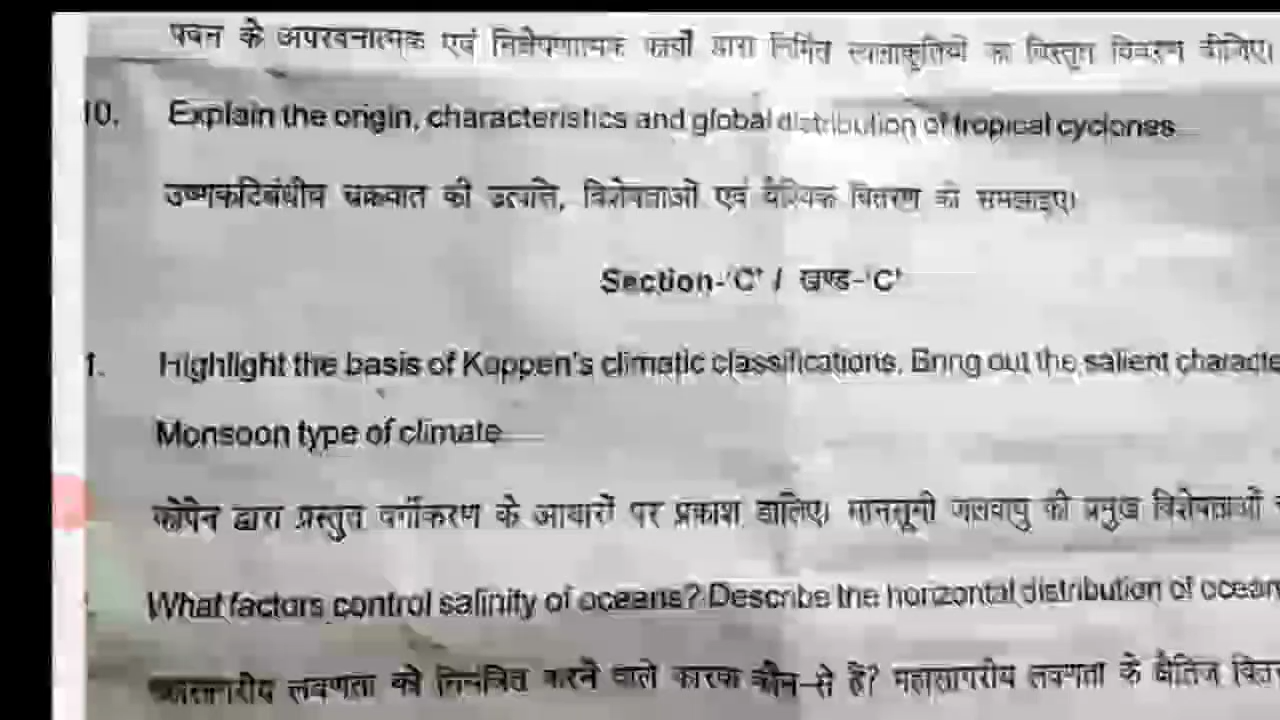 पवन के अपरदनात्मक एवं निक्षेपणात्मक कार्यों द्वारा निर्मित स्थलाकृतियों का विस्तृत विवरण दीजिए।
10. Explain the origin, characteristics and global distribution of tropical cyclones
उष्णकटिबंधीय चक्रवात की उत्पत्ति, विशेषताओं एवं वैश्विक वितरण को समझाइए।
Section-'C' / खण्ड-'C'
1. Highlight the basis of Koppen's climatic classifications. Bring out the salient characte
Monsoon type of climate
कोपेन द्वारा प्रस्तुत वर्गीकरण के आधारों पर प्रकाश डालिए। मानसूनी जलवायु की प्रमुख विशेषताओं
What factors control salinity of oceans? Describe the horizontal distribution of ocean
महासागरीय लवणता को नियंत्रित करने वाले कारक कौन-से हैं? महासागरीय लवणता के क्षैतिज वित